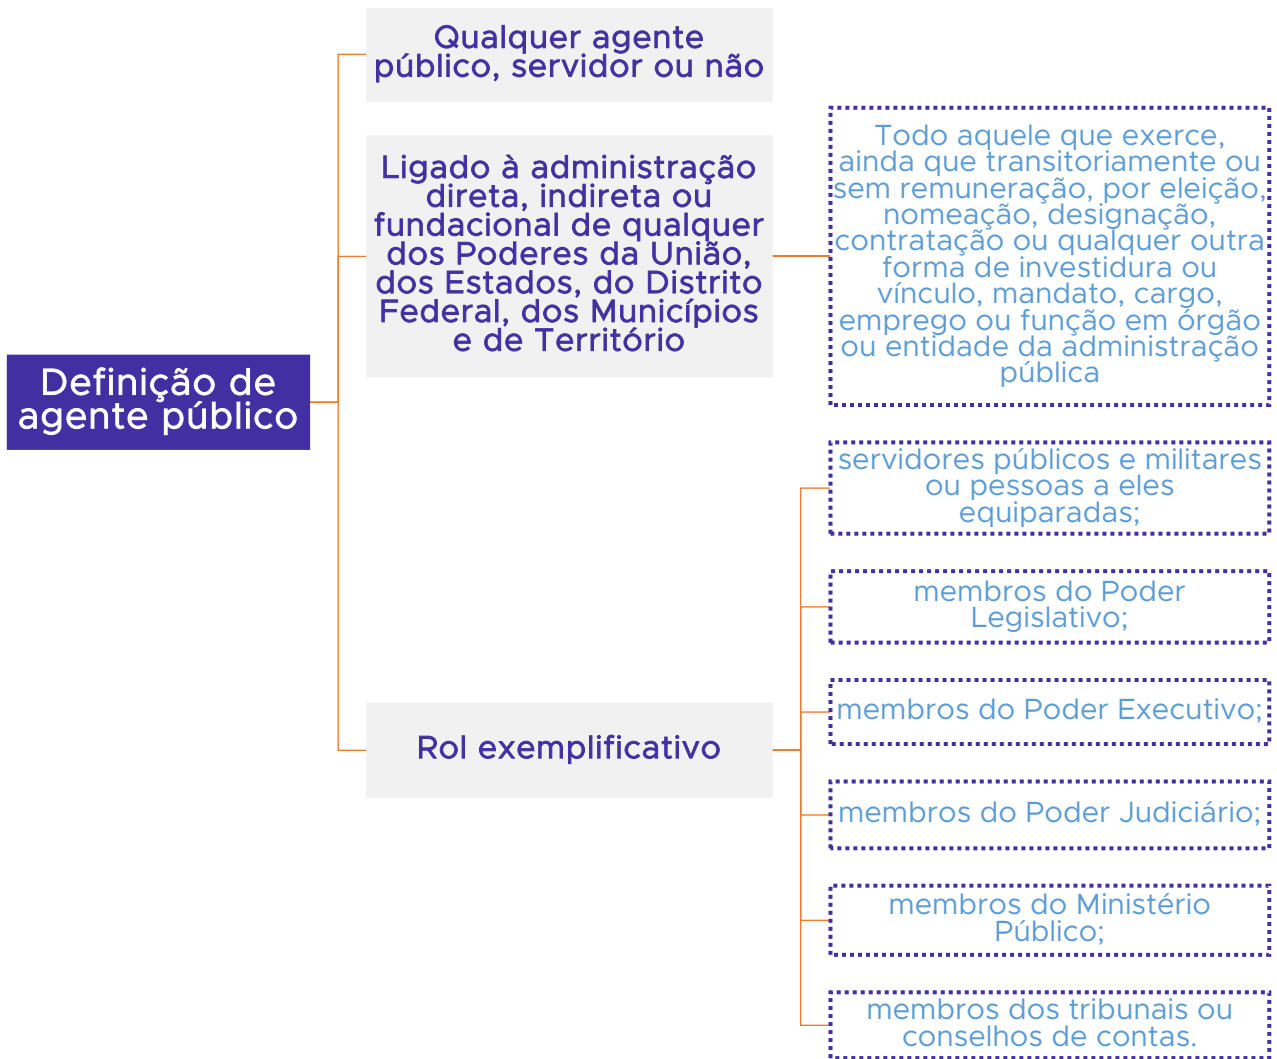 Qualquer agente
público, servidor ou não
Ligado à administração
direta, indireta ou
fundacional de qualquer
dos Poderes da União,
dos Estados, do Distrito
Federal, dos Municípios
e de Território
Todo aquele que exerce,
ainda que transitoriamente ou
sem remuneração, por eleição,
nomeação, designação,
contratação ou qualquer outra
forma de investidura ou
vínculo, mandato, cargo,
emprego ou função em órgão
ou entidade da administração
pública
Definição de
agente público
Rol exemplificativo
servidores públicos e militares
ou pessoas a eles
equiparadas;
membros do Poder
Legislativo;
membros do Poder Executivo;
membros do Poder Judiciário;
membros do Ministério
Público;
membros dos tribunais ou
conselhos de contas.